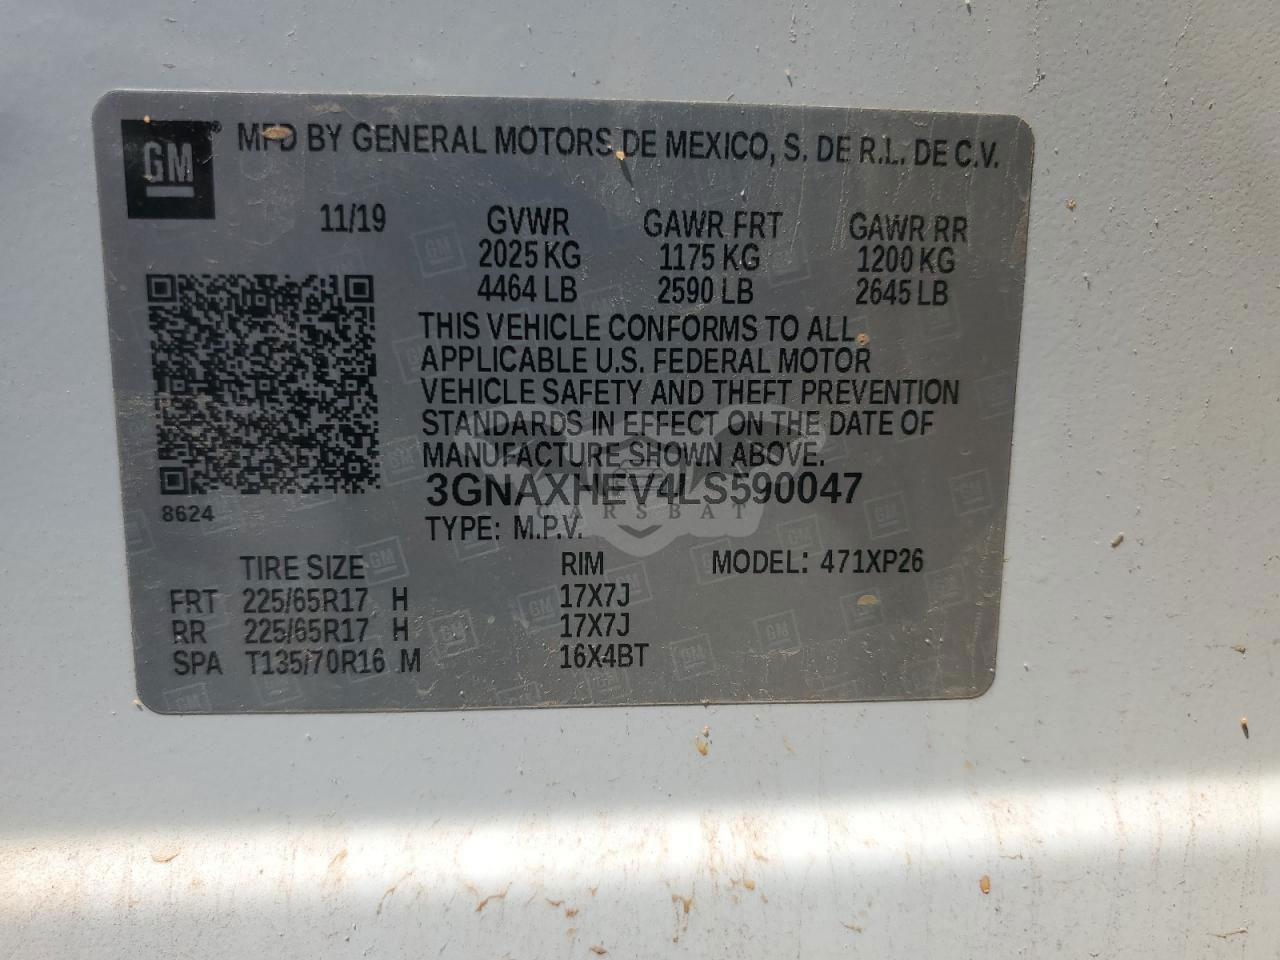 GM® MFD BY GENERAL MOTORS DE MEXICO, S. DE R.L. DE C.V.
11/19 GVWR GAWR FRT GAWR RR
2025 KG 1175 KG 1200 KG
4464 LB 2590 LB 2645 LB
THIS VEHICLE CONFORMS TO ALL
APPLICABLE U.S. FEDERAL MOTOR
VEHICLE SAFETY AND THEFT PREVENTION
STANDARDS IN EFFECT ON THE DATE OF
MANUFACTURE SHOWN ABOVE.
3GNAXHEV4LS590047
CARSBAT
8624
TYPE: M.P.V.
TIRE SIZE RIM MODEL: 471XP26
FRT 225/65R17 H 17X7J
RR 225/65R17 H 17X7J
SPA T135/70R16 M 16X4BT